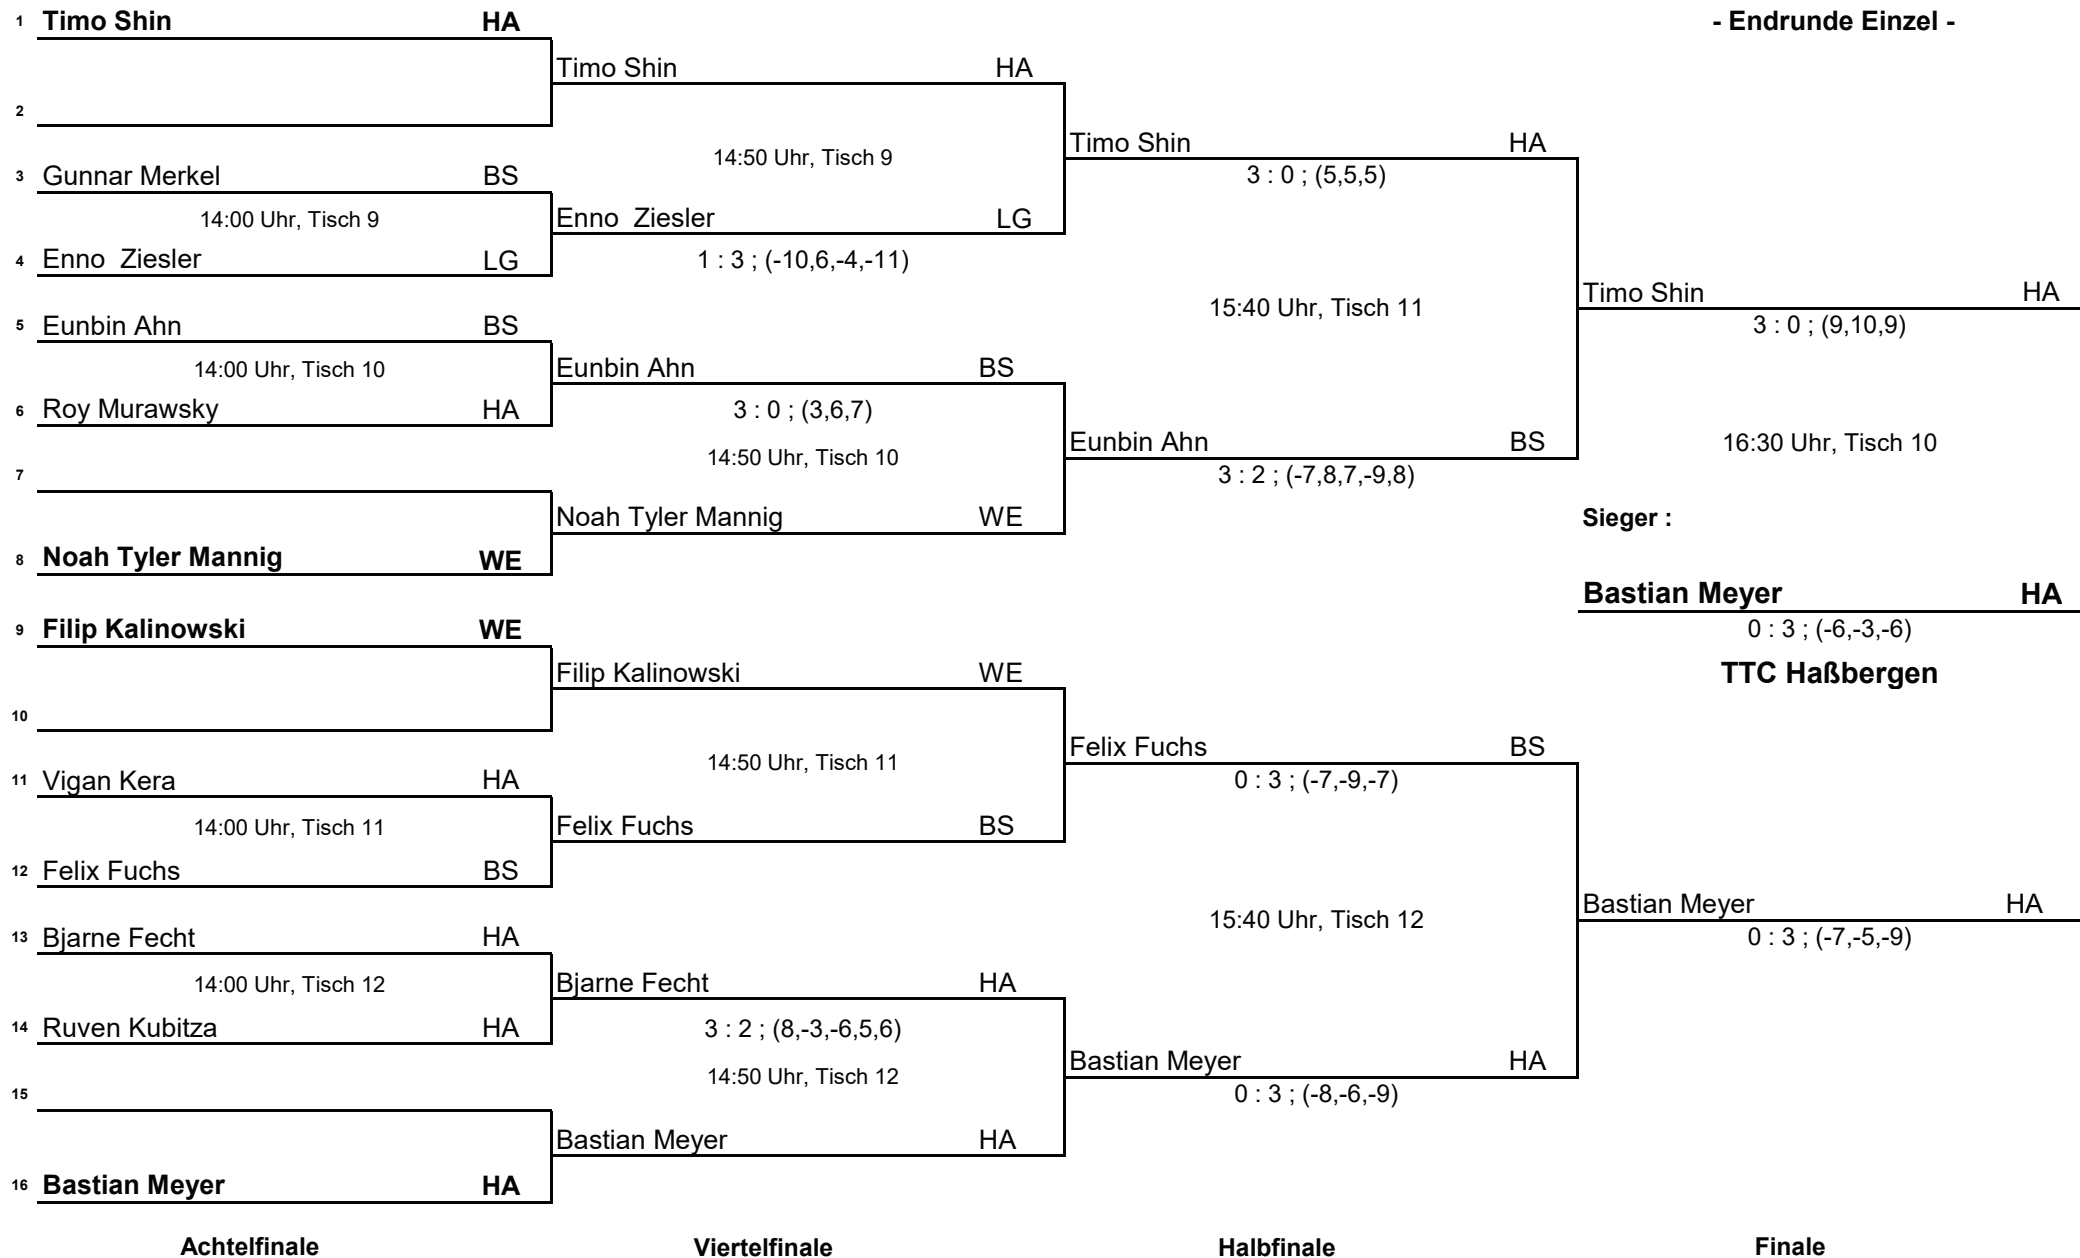 - Endrunde Einzel -
1 Timo Shin HA
2
3 Gunnar Merkel BS
14:00 Uhr, Tisch 9
4 Enno  Ziesler LG
5 Eunbin Ahn BS
14:00 Uhr, Tisch 10
6 Roy Murawsky HA
7
8 Noah Tyler Mannig WE
9 Filip Kalinowski WE
10
11 Vigan Kera HA
14:00 Uhr, Tisch 11
12 Felix Fuchs BS
13 Bjarne Fecht HA
14:00 Uhr, Tisch 12
14 Ruven Kubitza HA
15
16 Bastian Meyer HA
Achtelfinale
Timo Shin HA
14:50 Uhr, Tisch 9
Enno  Ziesler LG
1 : 3 ; (-10,6,-4,-11)
Eunbin Ahn BS
3 : 0 ; (3,6,7)
14:50 Uhr, Tisch 10
Noah Tyler Mannig WE
Filip Kalinowski WE
14:50 Uhr, Tisch 11
Felix Fuchs BS
Bjarne Fecht HA
3 : 2 ; (8,-3,-6,5,6)
14:50 Uhr, Tisch 12
Bastian Meyer HA
Viertelfinale
Timo Shin HA
3 : 0 ; (5,5,5)
15:40 Uhr, Tisch 11
Eunbin Ahn BS
3 : 2 ; (-7,8,7,-9,8)
Felix Fuchs BS
0 : 3 ; (-7,-9,-7)
15:40 Uhr, Tisch 12
Bastian Meyer HA
0 : 3 ; (-8,-6,-9)
Halbfinale
Timo Shin HA
3 : 0 ; (9,10,9)
16:30 Uhr, Tisch 10
Sieger :
Bastian Meyer HA
0 : 3 ; (-6,-3,-6)
TTC Haßbergen
Bastian Meyer HA
0 : 3 ; (-7,-5,-9)
Finale